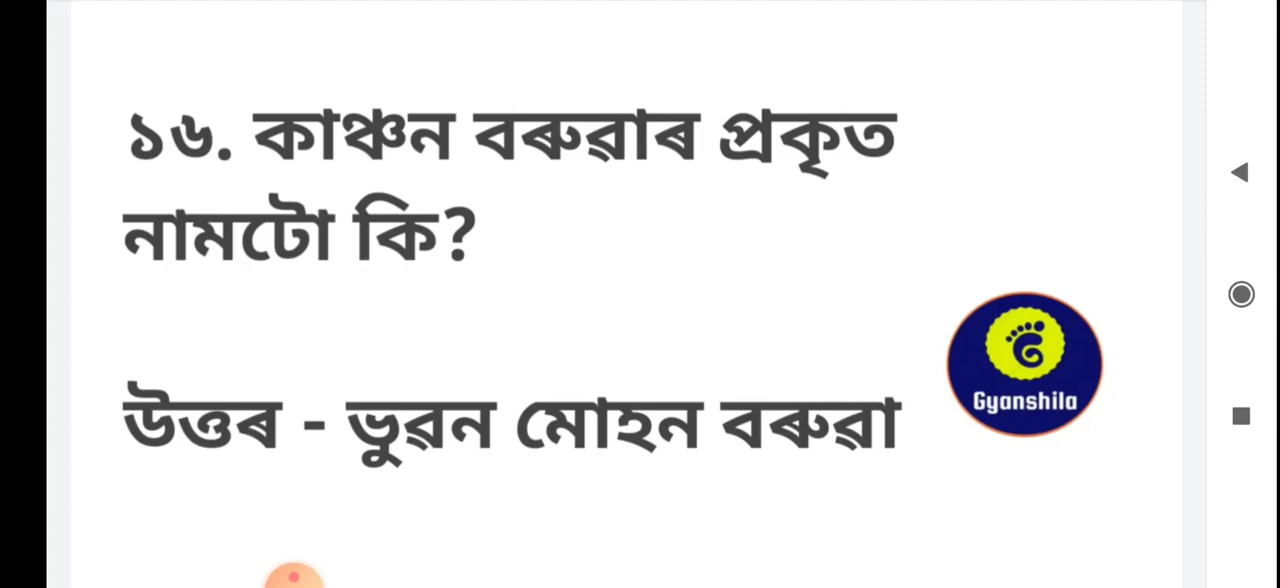 ১৬. কাঞ্চন বৰুৱাৰ প্ৰকৃত
নামটো কি?
Gyanshila
উত্তৰ - ভুৱন মোহন বৰুৱা